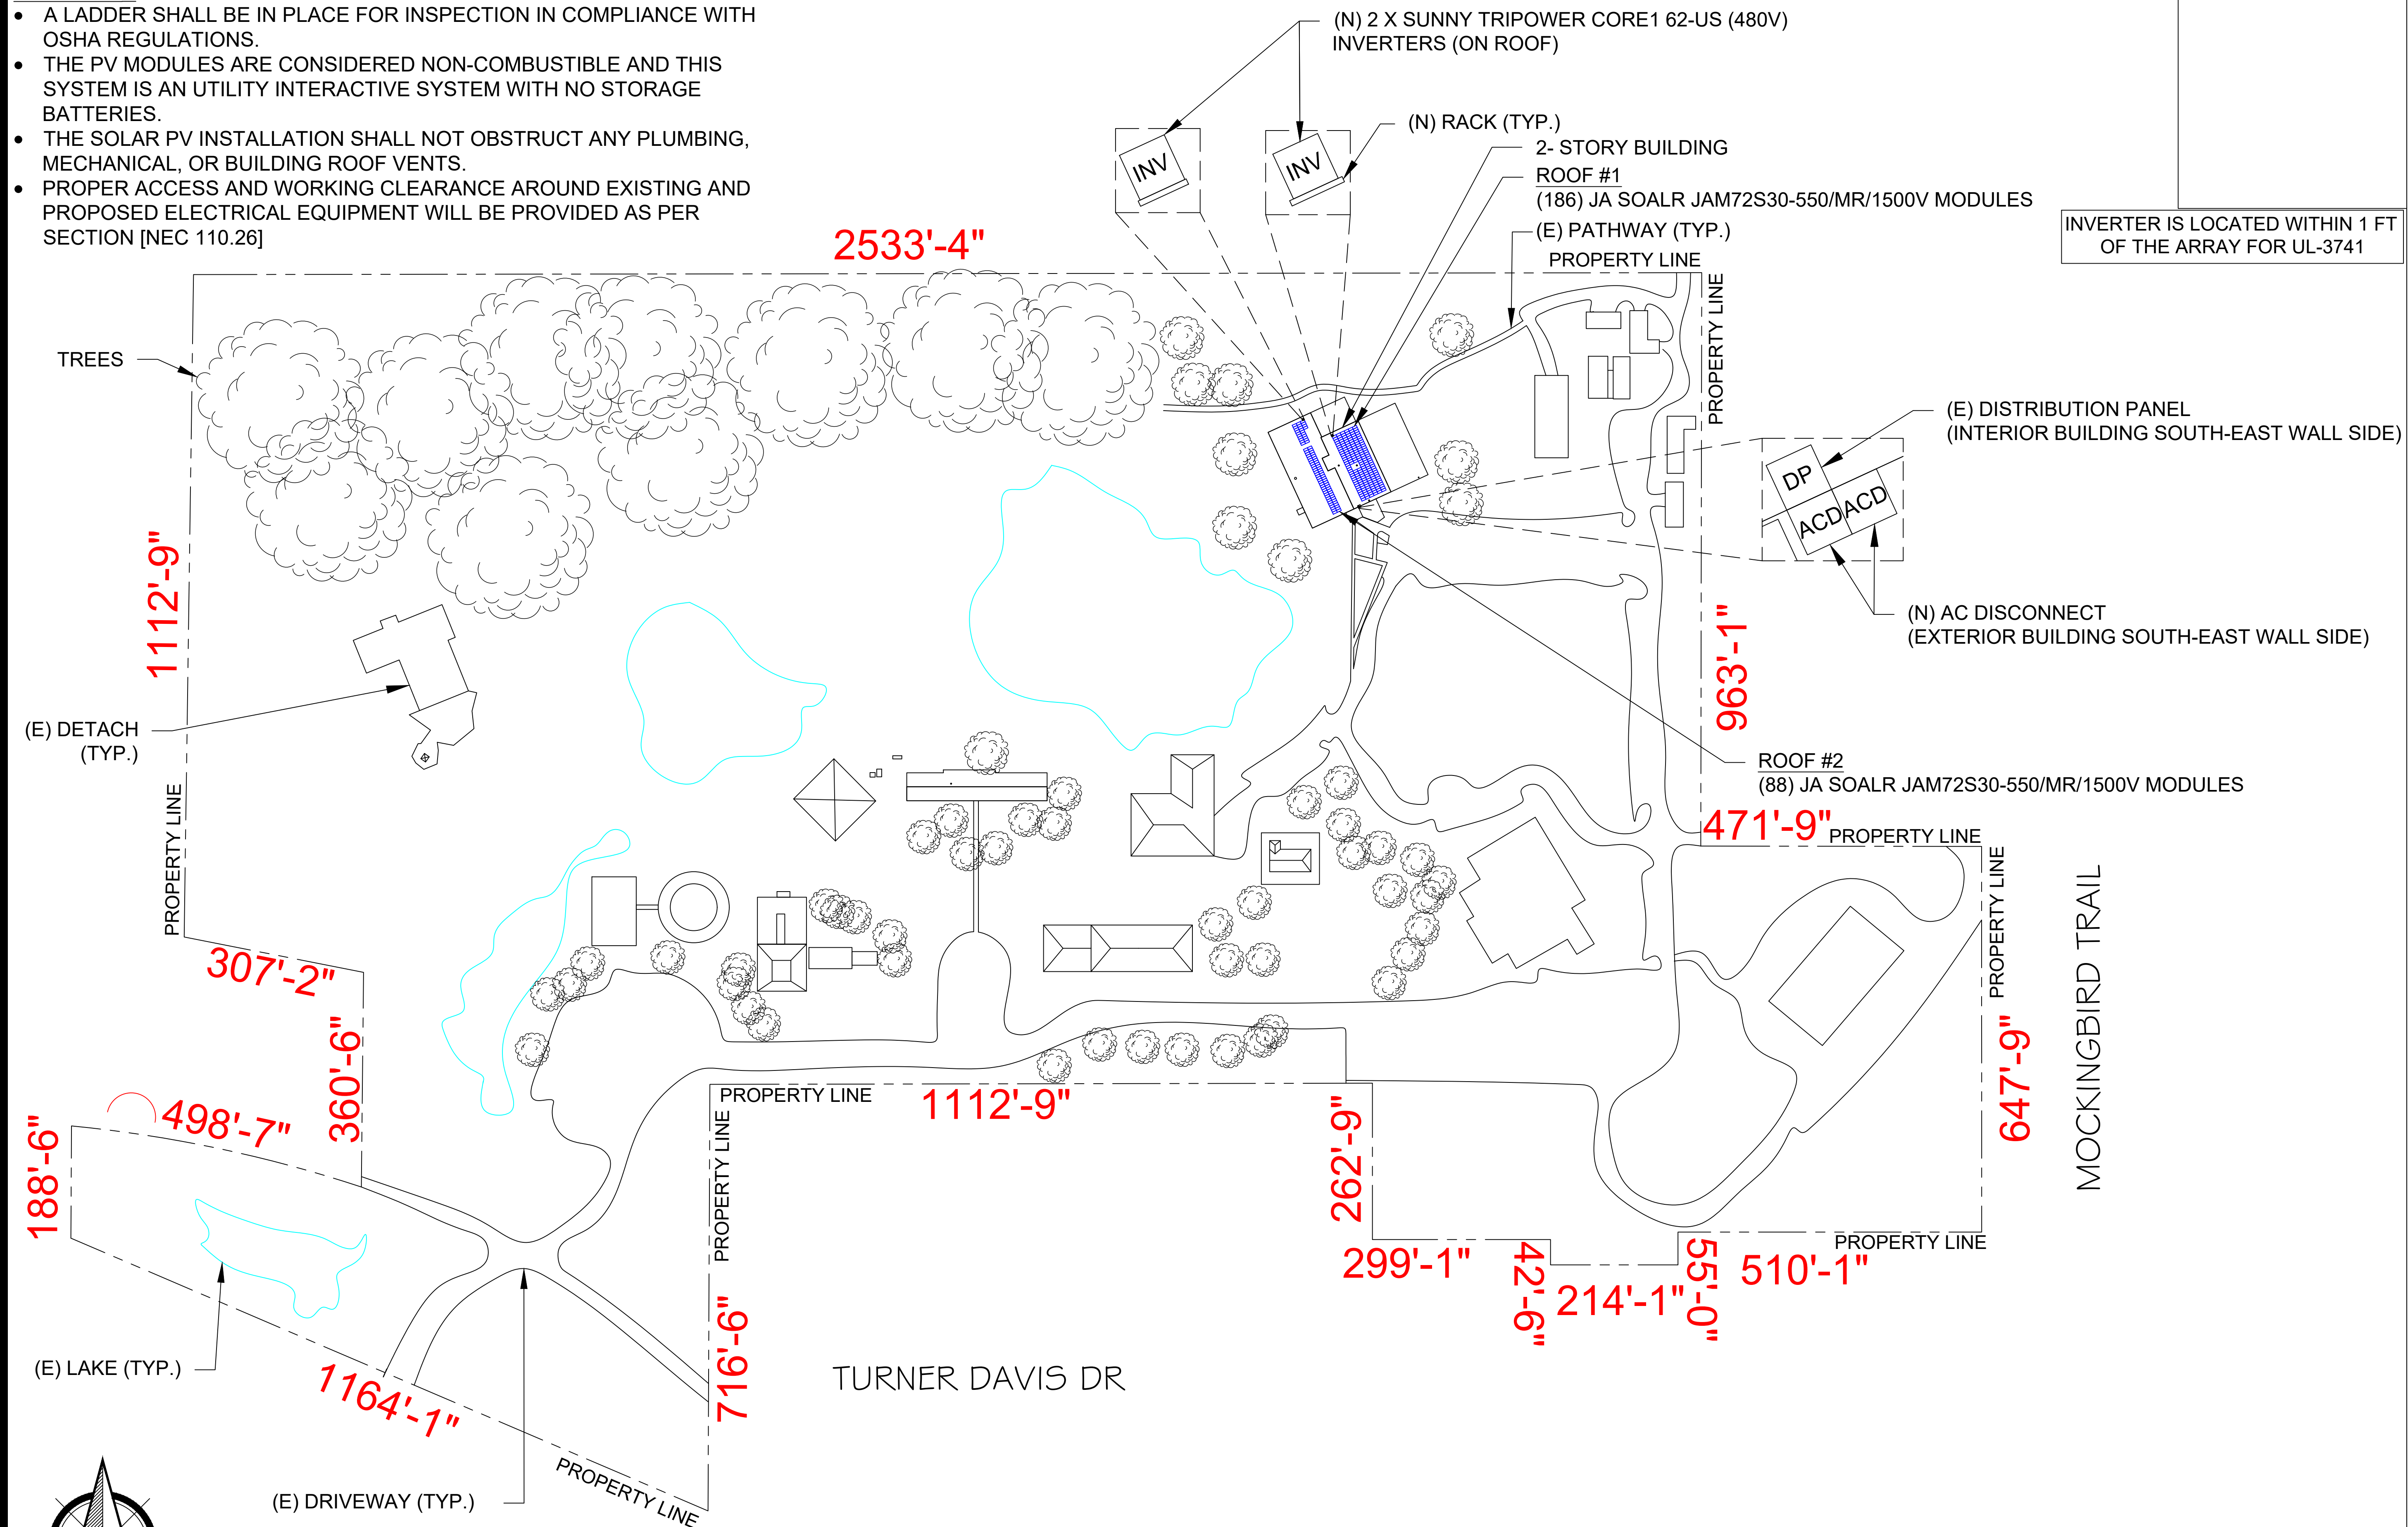 • A LADDER SHALL BE IN PLACE FOR INSPECTION IN COMPLIANCE WITH
OSHA REGULATIONS.
• THE PV MODULES ARE CONSIDERED NON-COMBUSTIBLE AND THIS
SYSTEM IS AN UTILITY INTERACTIVE SYSTEM WITH NO STORAGE
BATTERIES.
• THE SOLAR PV INSTALLATION SHALL NOT OBSTRUCT ANY PLUMBING,
MECHANICAL, OR BUILDING ROOF VENTS.
• PROPER ACCESS AND WORKING CLEARANCE AROUND EXISTING AND
PROPOSED ELECTRICAL EQUIPMENT WILL BE PROVIDED AS PER
SECTION [NEC 110.26]
(N) 2 X SUNNY TRIPOWER CORE1 62-US (480V)
INVERTERS (ON ROOF)
INV
INV
(N) RACK (TYP.)
2- STORY BUILDING
ROOF #1
(186) JA SOALR JAM72S30-550/MR/1500V MODULES
(E) PATHWAY (TYP.)
PROPERTY LINE
INVERTER IS LOCATED WITHIN 1 FT
OF THE ARRAY FOR UL-3741
2533'-4"
PROPERTY LINE
TREES
(E) DISTRIBUTION PANEL
(INTERIOR BUILDING SOUTH-EAST WALL SIDE)
DP
ACD
ACD
(N) AC DISCONNECT
(EXTERIOR BUILDING SOUTH-EAST WALL SIDE)
1112'-9"
963'-1"
(E) DETACH
(TYP.)
ROOF #2
(88) JA SOALR JAM72S30-550/MR/1500V MODULES
PROPERTY LINE
471'-9"
PROPERTY LINE
PROPERTY LINE
MOCKINGBIRD TRAIL
307'-2"
360'-6"
647'-9"
498'-7"
188'-6"
PROPERTY LINE
1112'-9"
PROPERTY LINE
262'-9"
299'-1"
42'-6"
214'-1"
55'-0"
510'-1"
PROPERTY LINE
716'-6"
(E) LAKE (TYP.)
1164'-1"
TURNER DAVIS DR
PROPERTY LINE
(E) DRIVEWAY (TYP.)